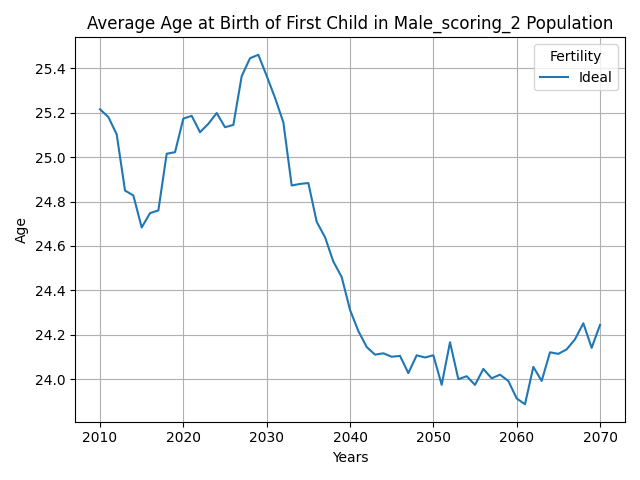 Average Age at Birth of First Child in Male_scoring_2 Population
Fertility
Ideal
Age
25.4
25.2
25.0
24.8
24.6
24.4
24.2
24.0
2010 2020 2030 2040 2050 2060 2070
Years